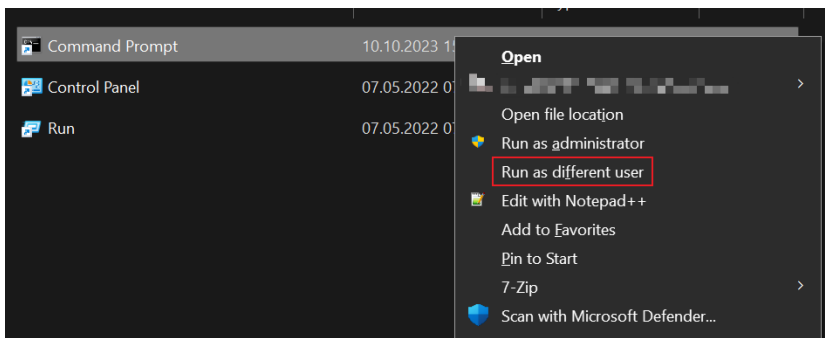 Command Prompt 10.10.2023 1
Control Panel 07.05.2022 0
Run 07.05.2022 0
Open
Open file location
Run as administrator
Run as different user
Edit with Notepad++
Add to Favorites
Pin to Start
7-Zip
Scan with Microsoft Defender...